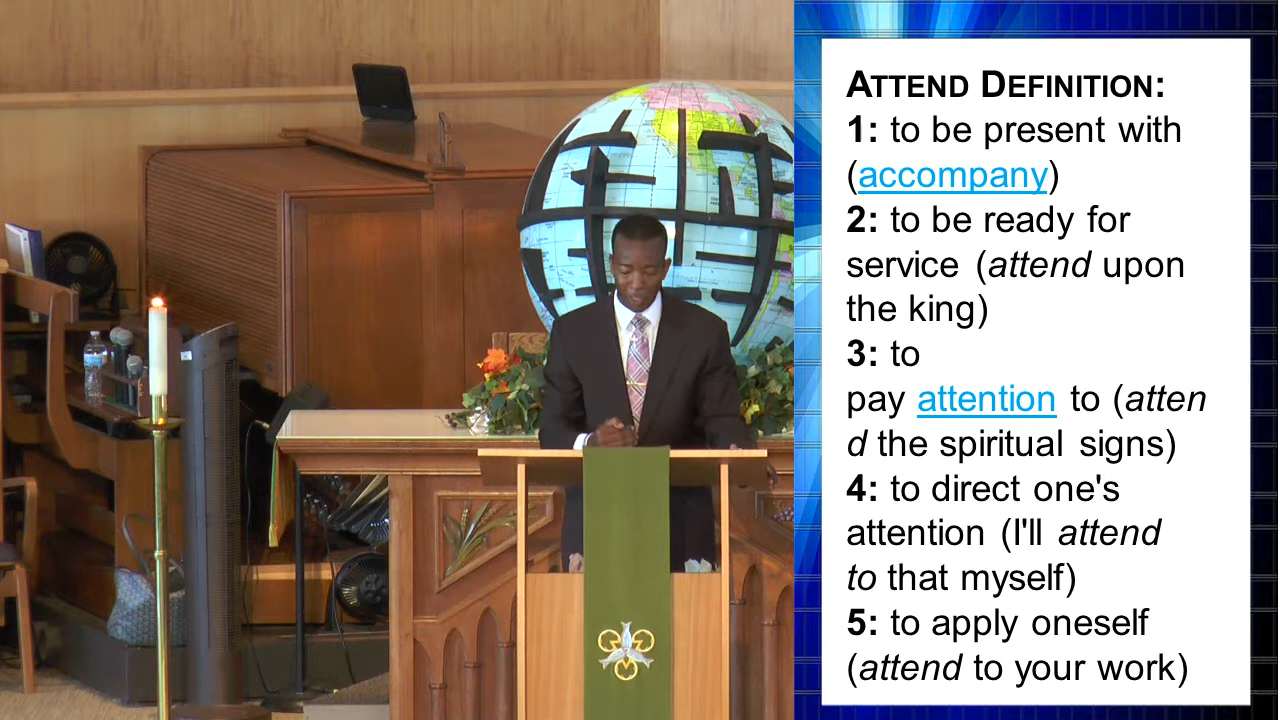 ATTEND DEFINITION:
1: to be present with
(accompany)
2: to be ready for
service (attend upon
the king)
3: to
pay attention to (atten
d the spiritual signs)
4: to direct one's
attention (I'll attend
to that myself)
5: to apply oneself
(attend to your work)